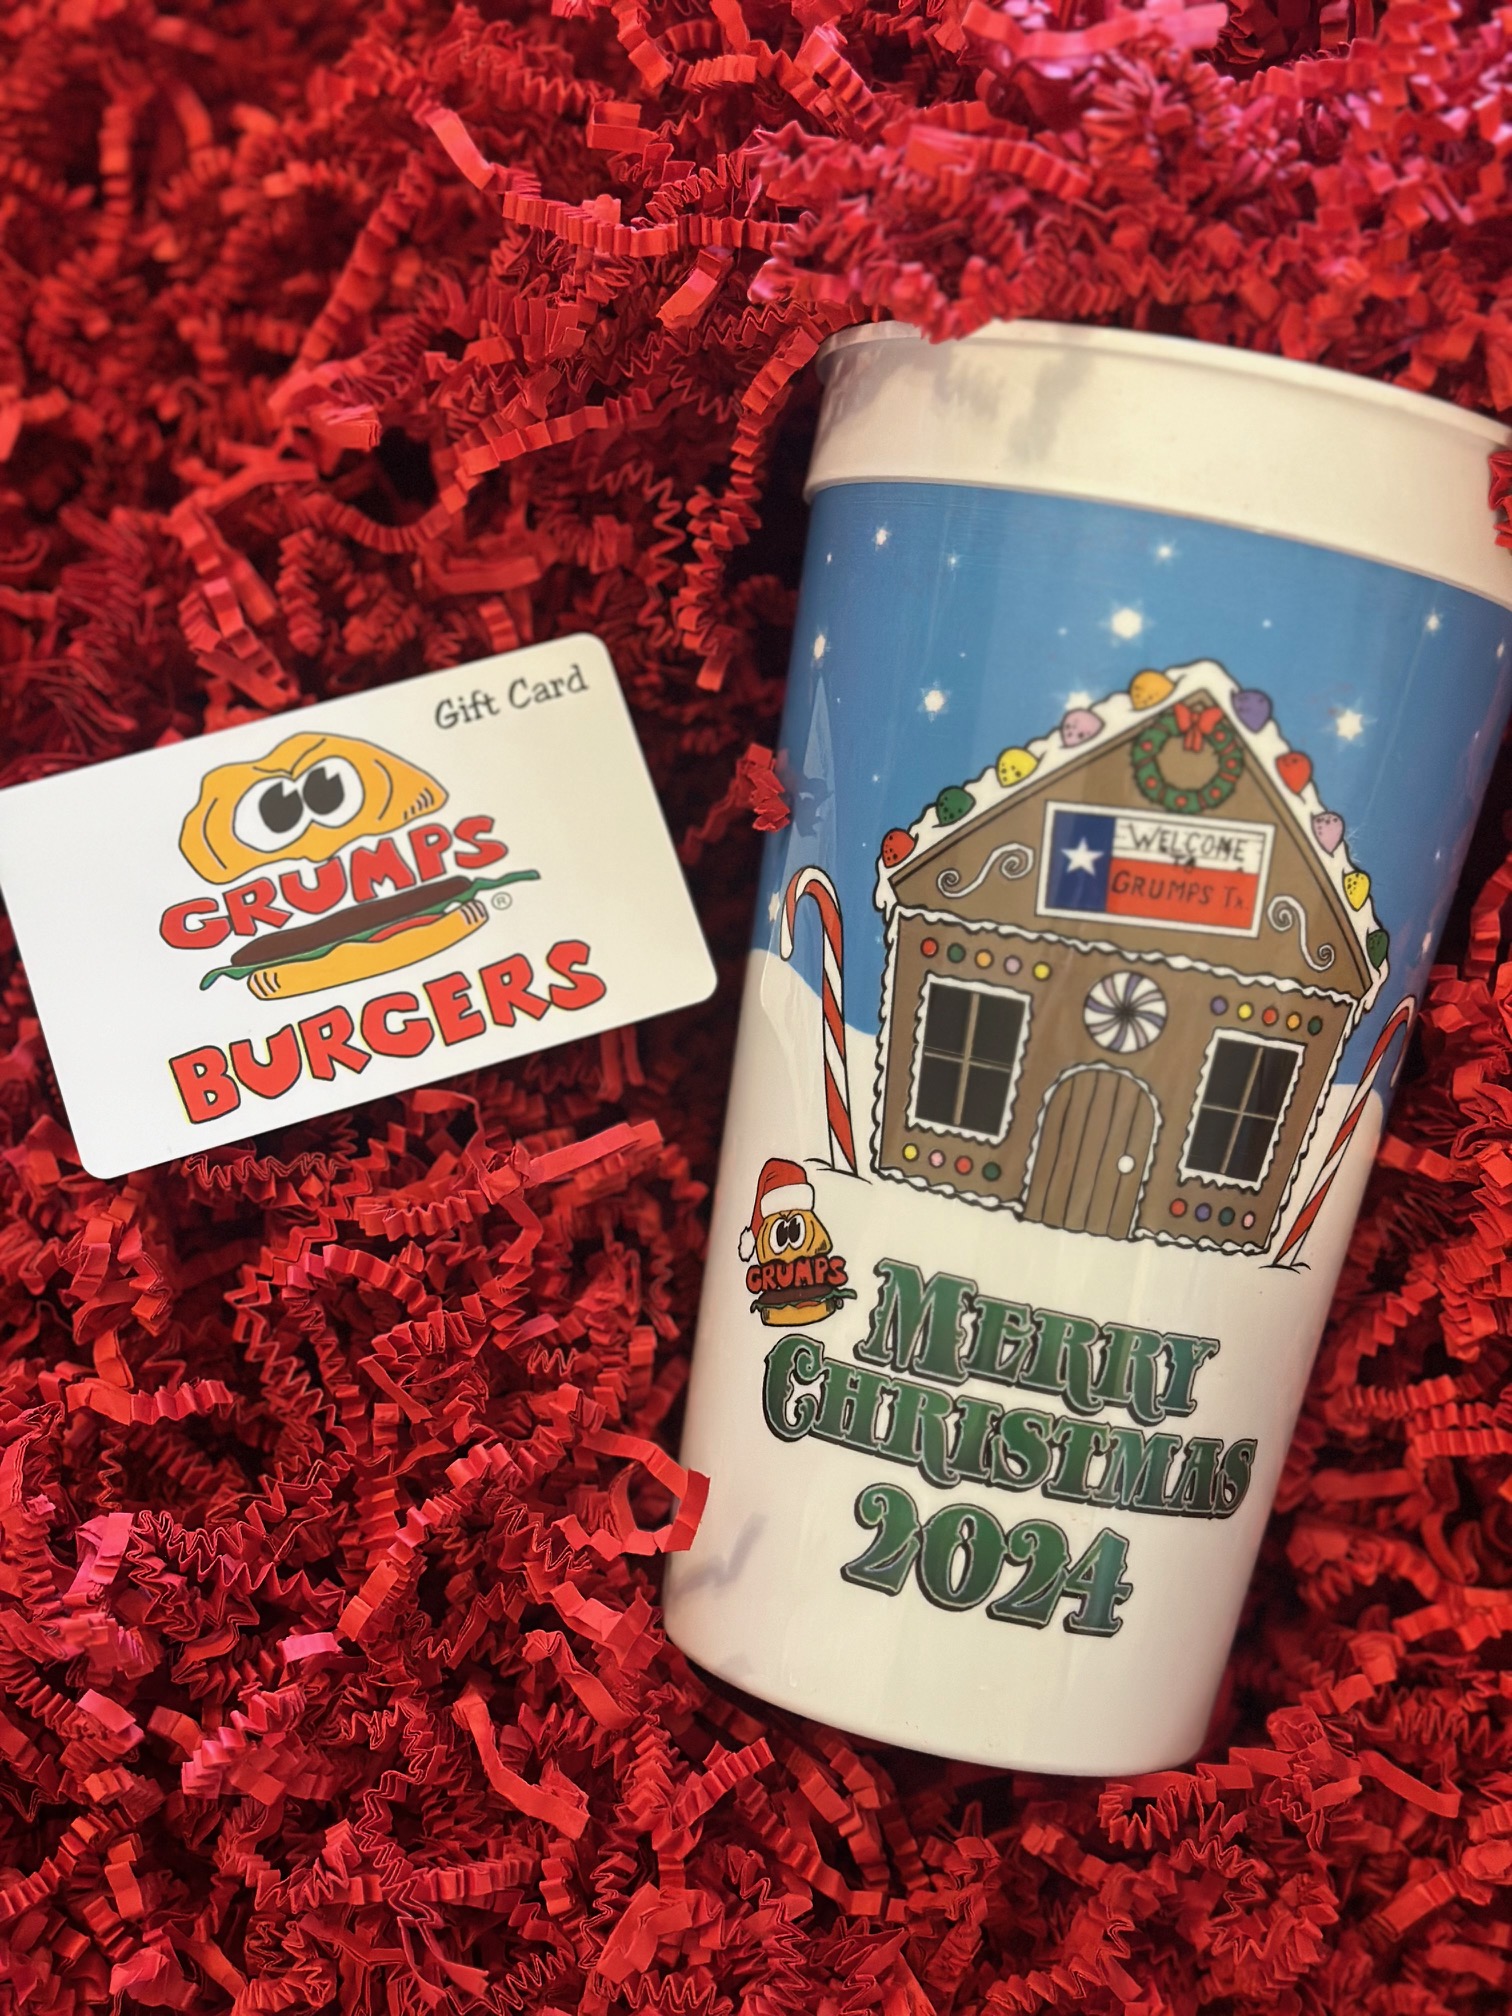 Gift Card
GRUMPS
®
BURGERS
WELCOME
TO
GRUMPS Tx.
GRUMPS
MERRY
CHRISTMAS
2024